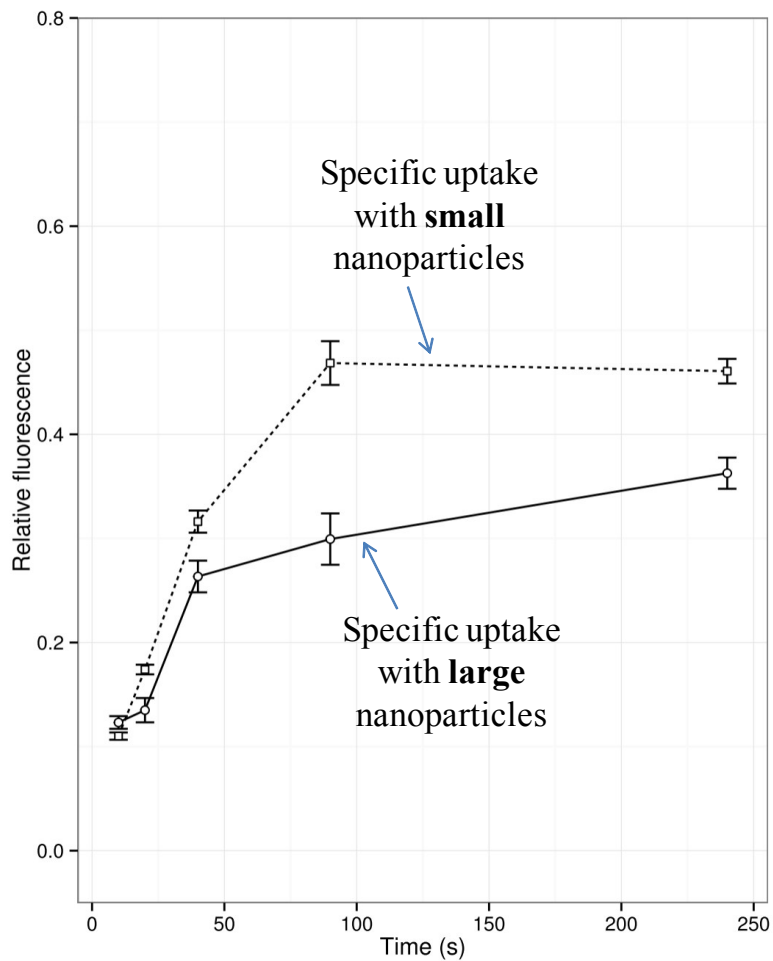 0.8
Specific uptake
with small
nanoparticles
0.6
Relative fluorescence
0.4
Specific uptake
with large
nanoparticles
0.2
0.0
0 50 100 150 200 250
Time (s)